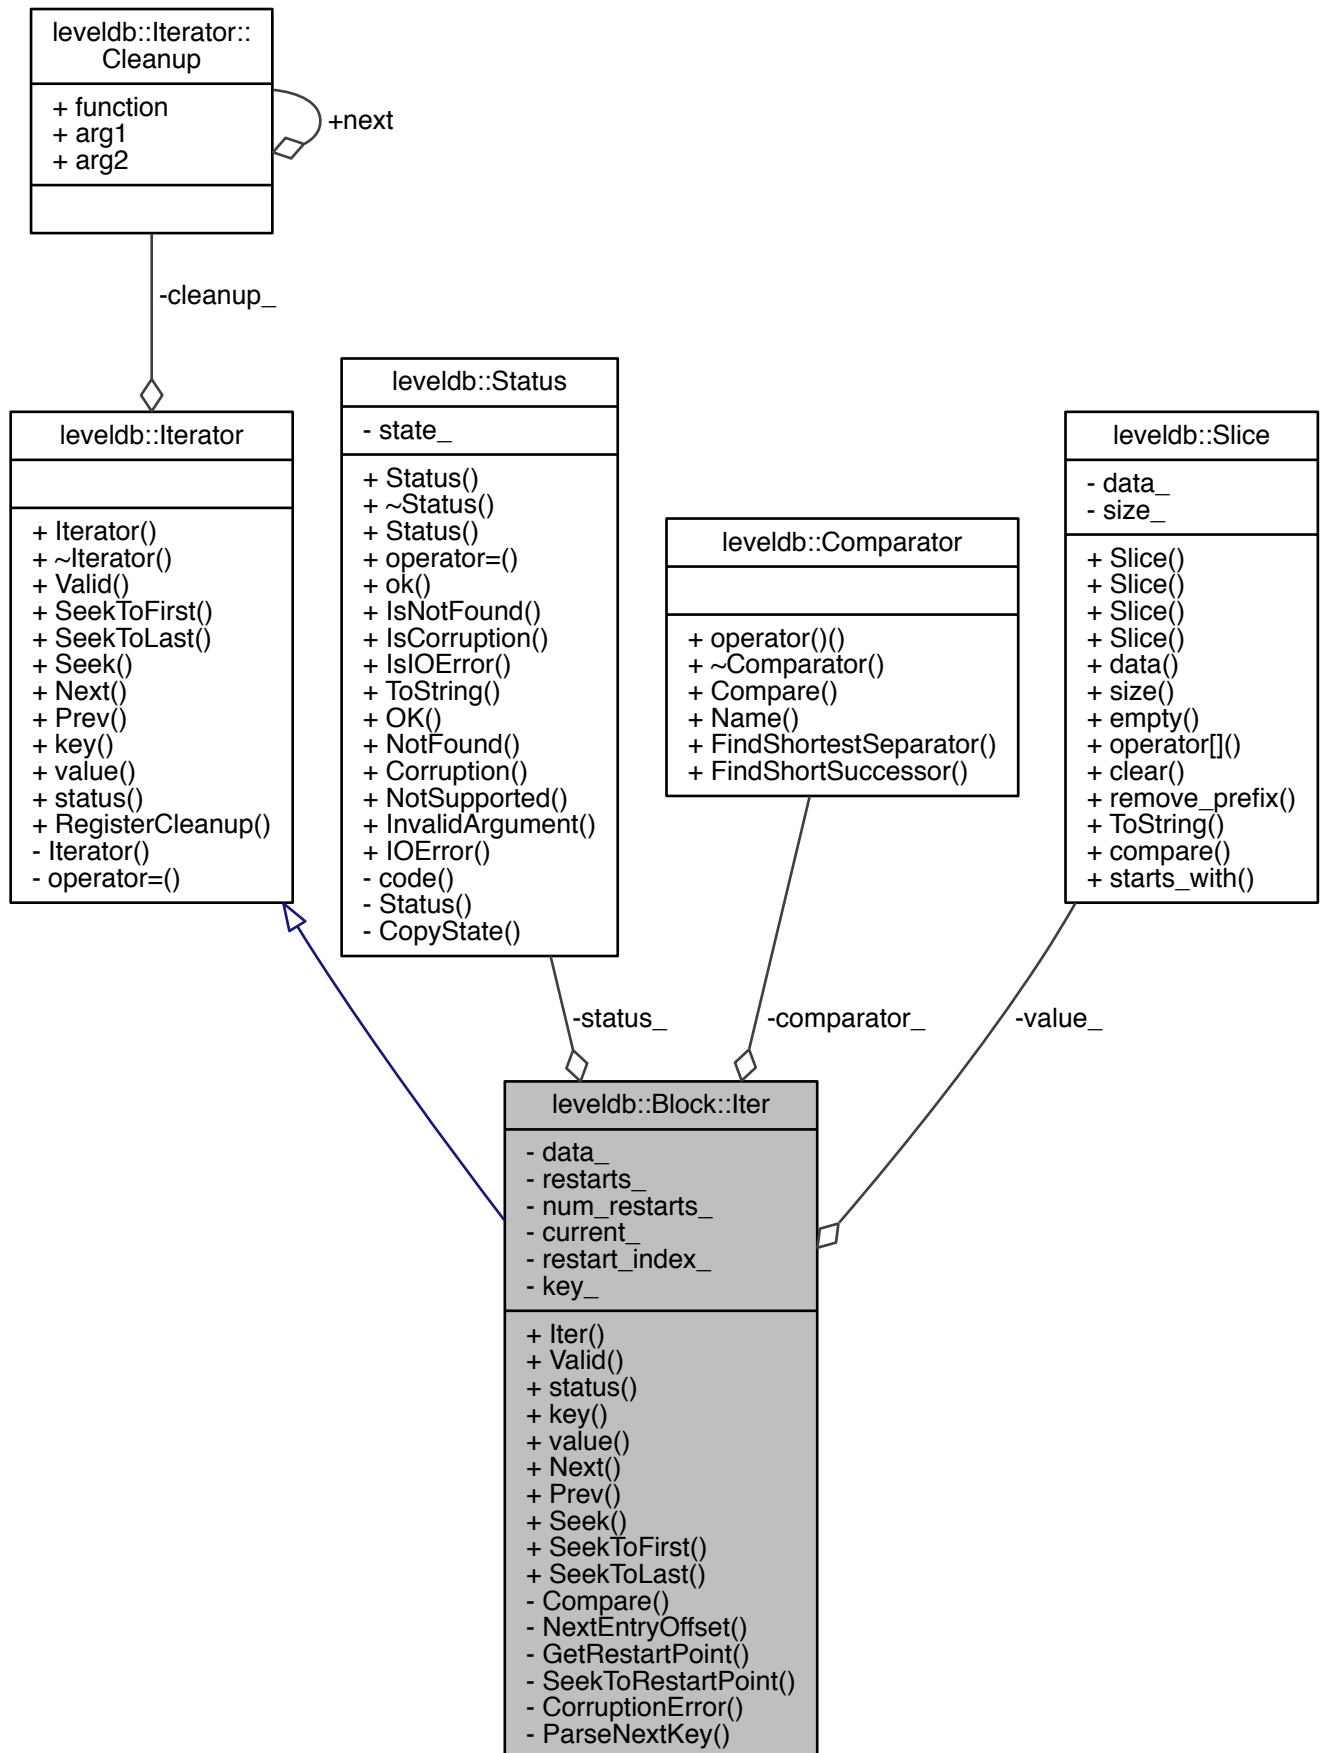 leveldb::Iterator::
Cleanup
+ function
+ arg1
+ arg2
+next
-cleanup_
leveldb::Iterator
+ Iterator()
+ ~Iterator()
+ Valid()
+ SeekToFirst()
+ SeekToLast()
+ Seek()
+ Next()
+ Prev()
+ key()
+ value()
+ status()
+ RegisterCleanup()
- Iterator()
- operator=()
leveldb::Status
- state_
+ Status()
+ ~Status()
+ Status()
+ operator=()
+ ok()
+ IsNotFound()
+ IsCorruption()
+ IsIOError()
+ ToString()
+ OK()
+ NotFound()
+ Corruption()
+ NotSupported()
+ InvalidArgument()
+ IOError()
- code()
- Status()
- CopyState()
leveldb::Comparator
+ operator()()
+ ~Comparator()
+ Compare()
+ Name()
+ FindShortestSeparator()
+ FindShortSuccessor()
leveldb::Slice
- data_
- size_
+ Slice()
+ Slice()
+ Slice()
+ Slice()
+ data()
+ size()
+ empty()
+ operator[]()
+ clear()
+ remove_prefix()
+ ToString()
+ compare()
+ starts_with()
-status_
-comparator_
-value_
leveldb::Block::Iter
- data_
- restarts_
- num_restarts_
- current_
- restart_index_
- key_
+ Iter()
+ Valid()
+ status()
+ key()
+ value()
+ Next()
+ Prev()
+ Seek()
+ SeekToFirst()
+ SeekToLast()
- Compare()
- NextEntryOffset()
- GetRestartPoint()
- SeekToRestartPoint()
- CorruptionError()
- ParseNextKey()